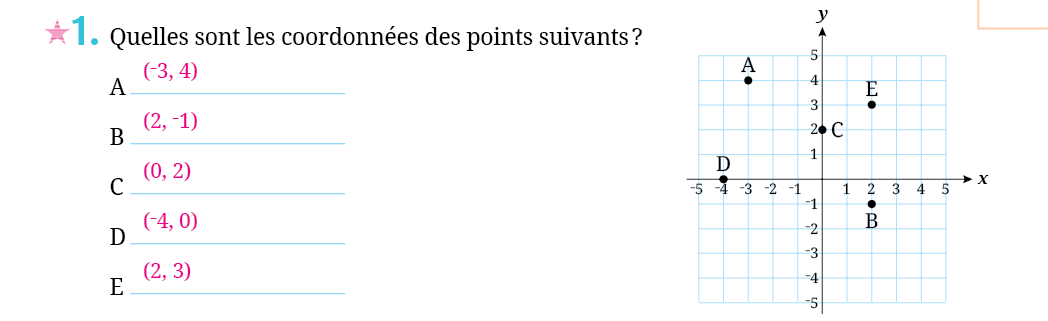 1. Quelles sont les coordonnées des points suivants ?
A (⁻3, 4)
B (2, ⁻1)
C (0, 2)
D (⁻4, 0)
E (2, 3)
y
5
A
4
E
3
2 C
1
D
x
⁻5 ⁻4 ⁻3 ⁻2 ⁻1 1 2 3 4 5
⁻1
B
⁻2
⁻3
⁻4
⁻5